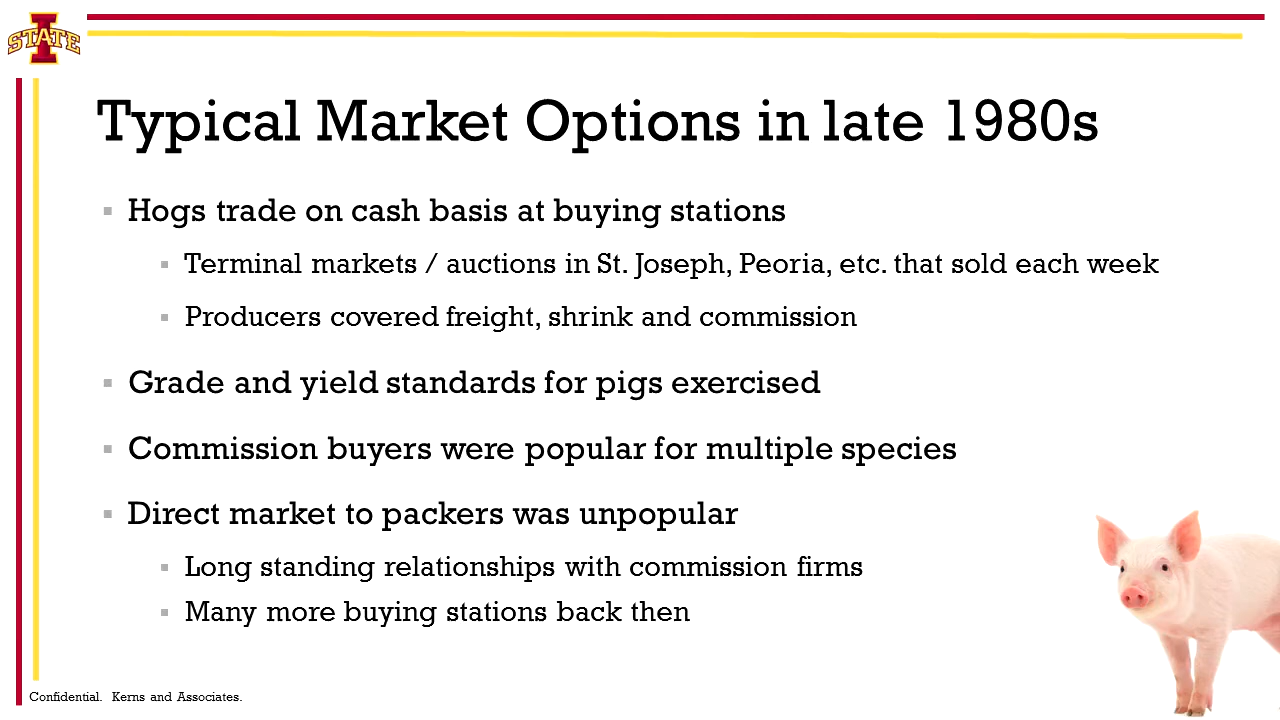 STATE
Typical Market Options in late 1980s
Hogs trade on cash basis at buying stations
Terminal markets / auctions in St. Joseph, Peoria, etc. that sold each week
Producers covered freight, shrink and commission
Grade and yield standards for pigs exercised
Commission buyers were popular for multiple species
Direct market to packers was unpopular
Long standing relationships with commission firms
Many more buying stations back then
Confidential. Kerns and Associates.